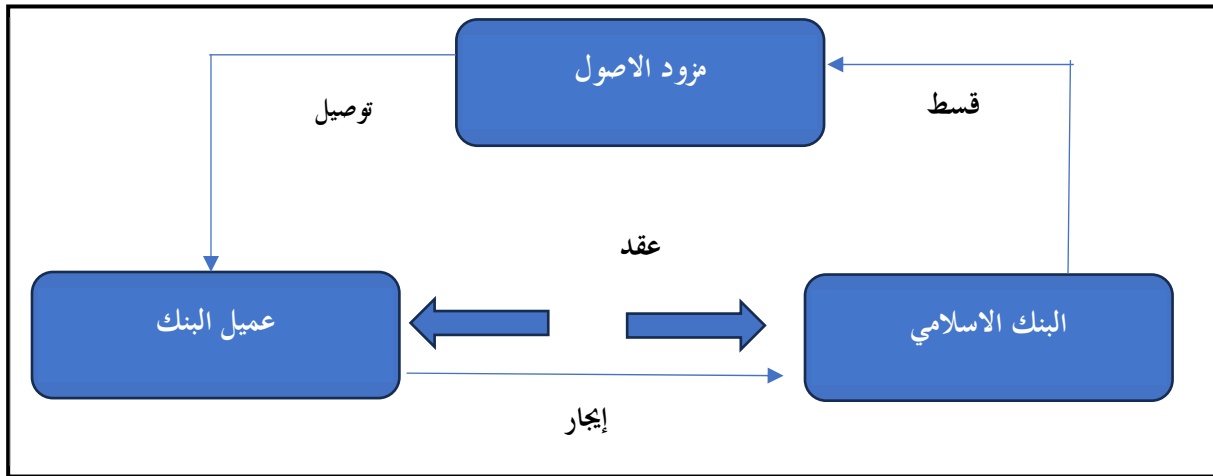 مزود الاصول
قسط
توصيل
عقد
البنك الاسلامي
عميل البنك
إيجار